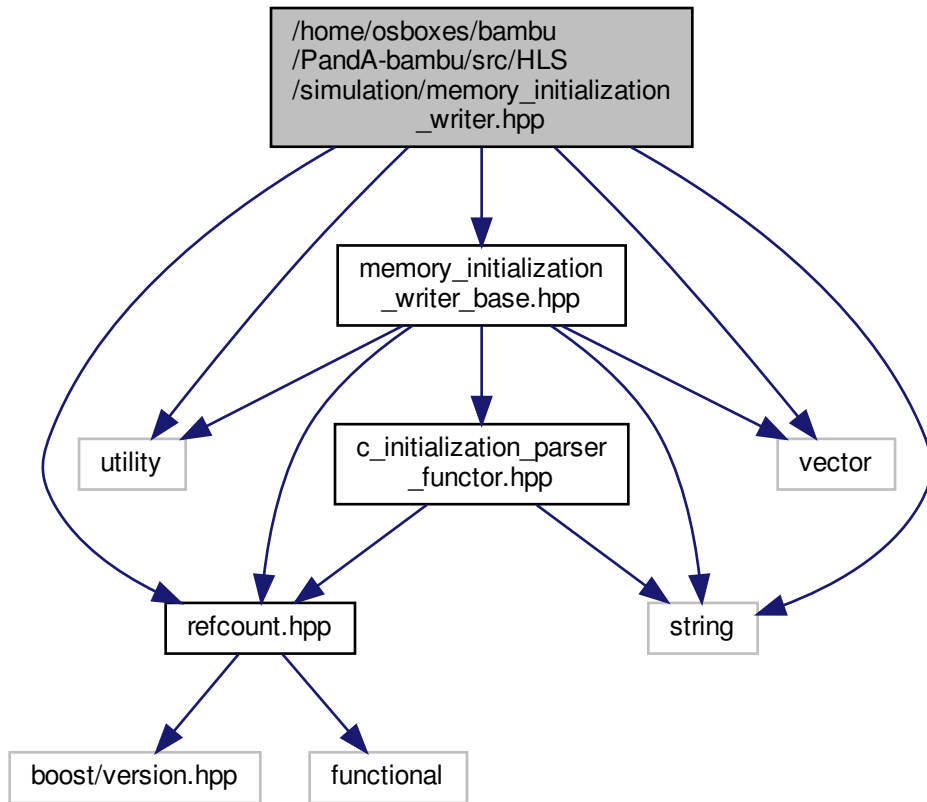 /home/osboxes/bambu
/PandA-bambu/src/HLS
/simulation/memory_initialization
_writer.hpp
memory_initialization
_writer_base.hpp
utility
c_initialization_parser
_functor.hpp
vector
refcount.hpp
string
boost/version.hpp
functional